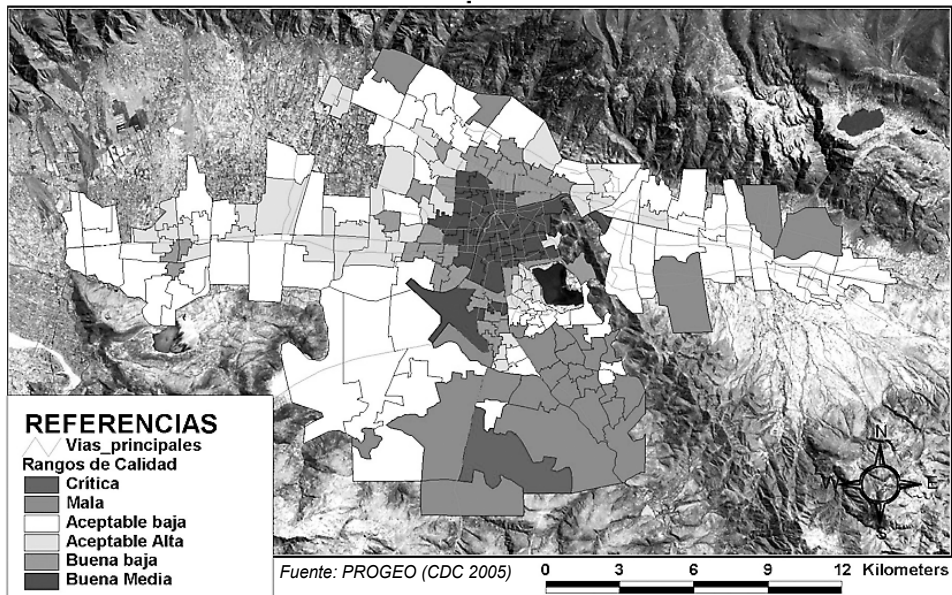 REFERENCIAS
Vias_principales
Rangos de Calidad
Crítica
Mala
Aceptable baja
Aceptable Alta
Buena baja
Buena Media
N
W E
S
Fuente: PROGEO (CDC 2005)
0 3 6 9 12 Kilometers